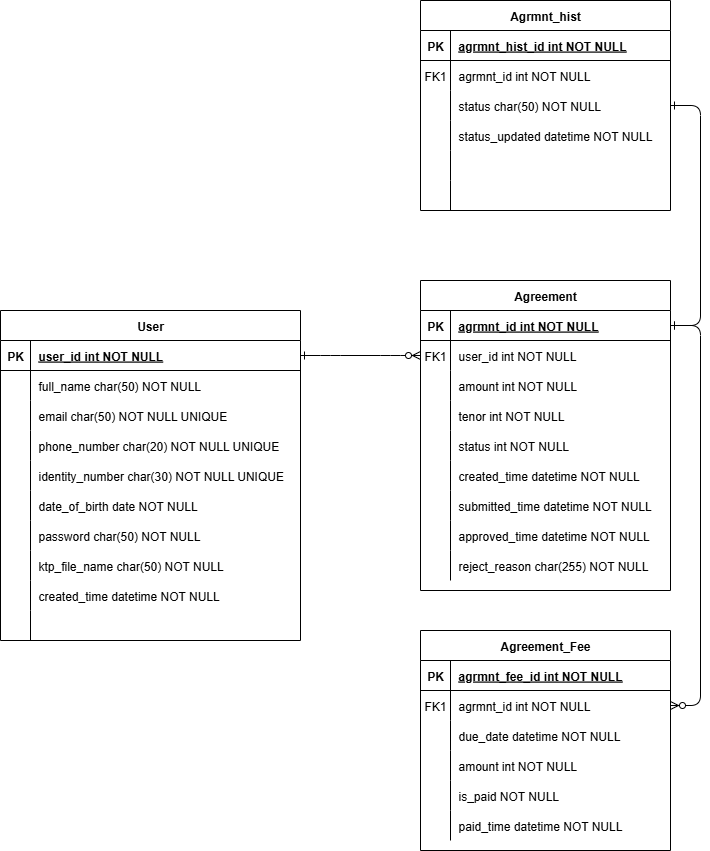 Agrmnt_hist
PK agrmnt_hist_id int NOT NULL
FK1 agrmnt_id int NOT NULL
status char(50) NOT NULL
status_updated datetime NOT NULL
User
PK user_id int NOT NULL
full_name char(50) NOT NULL
email char(50) NOT NULL UNIQUE
phone_number char(20) NOT NULL UNIQUE
identity_number char(30) NOT NULL UNIQUE
date_of_birth date NOT NULL
password char(50) NOT NULL
ktp_file_name char(50) NOT NULL
created_time datetime NOT NULL
Agreement
PK agrmnt_id int NOT NULL
FK1 user_id int NOT NULL
amount int NOT NULL
tenor int NOT NULL
status int NOT NULL
created_time datetime NOT NULL
submitted_time datetime NOT NULL
approved_time datetime NOT NULL
reject_reason char(255) NOT NULL
Agreement_Fee
PK agrmnt_fee_id int NOT NULL
FK1 agrmnt_id int NOT NULL
due_date datetime NOT NULL
amount int NOT NULL
is_paid NOT NULL
paid_time datetime NOT NULL